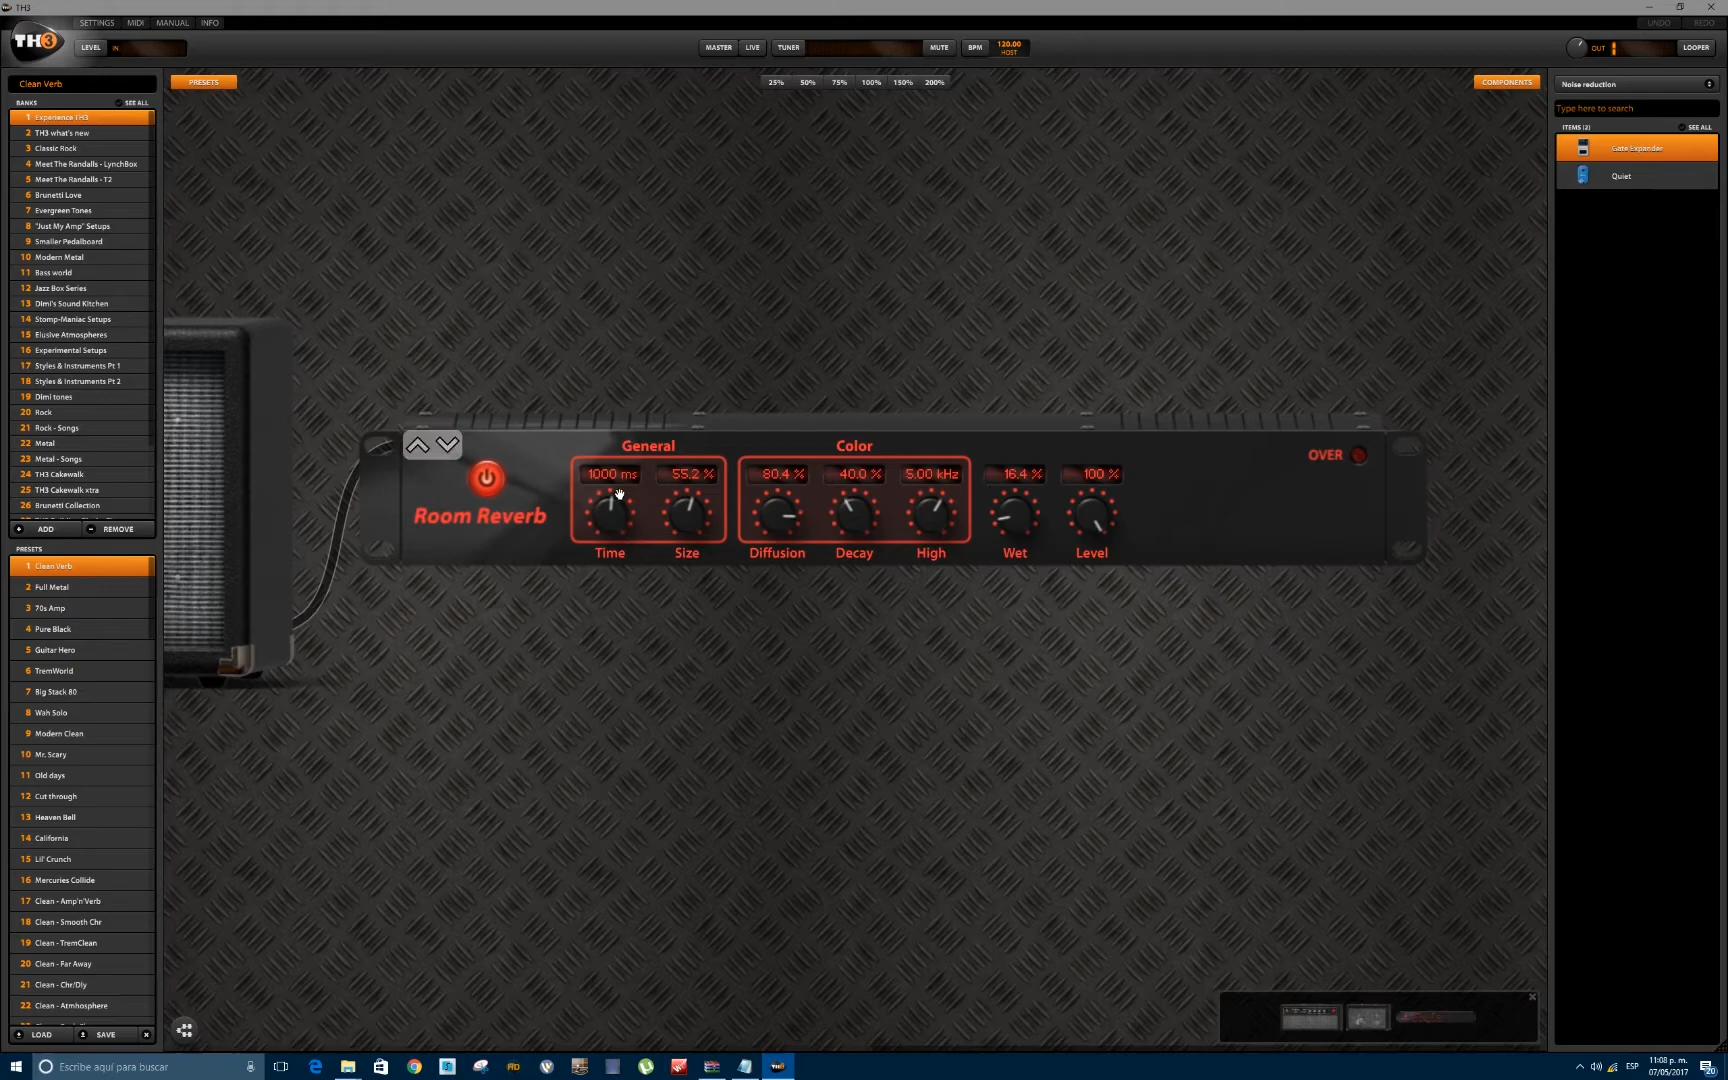 TH3
SETTINGS MIDI MANUAL INFO UNDO REDO
TH3 LEVEL IN MASTER LIVE TUNER MUTE BPM 120.00 HOST OUT LOOPER
Clean Verb PRESETS 25% 50% 75% 100% 150% 200% COMPONENTS Noise reduction
BANKS SEE ALL
Type here to search
ITEMS (2) SEE ALL
Gate Expander
Quiet
1 Experience TH3
2 TH3 what's new
3 Classic Rock
4 Meet The Randalls - LynchBox
5 Meet The Randalls - T2
6 Brunetti Love
7 Evergreen Tones
8 "Just My Amp" Setups
9 Smaller Pedalboard
10 Modern Metal
11 Bass world
12 Jazz Box Series
13 Dimi's Sound Kitchen
14 Stomp-Maniac Setups
15 Elusive Atmospheres
16 Experimental Setups
17 Styles & Instruments Pt 1
18 Styles & Instruments Pt 2
19 Dimi tones
20 Rock
21 Rock - Songs
22 Metal
23 Metal - Songs
24 TH3 Cakewalk
25 TH3 Cakewalk xtra
26 Brunetti Collection
ADD REMOVE
General Color OVER
1000 ms 55.2 % 80.4 % 40.0 % 5.00 kHz 16.4 % 100 %
Room Reverb
Time Size Diffusion Decay High Wet Level
PRESETS
1 Clean Verb
2 Full Metal
3 70s Amp
4 Pure Black
5 Guitar Hero
6 TremWorld
7 Big Stack 80
8 Wah Solo
9 Modern Clean
10 Mr. Scary
11 Old days
12 Cut through
13 Heaven Bell
14 California
15 Lil' Crunch
16 Mercuries Collide
17 Clean - Amp'n'Verb
18 Clean - Smooth Chr
19 Clean - TremClean
20 Clean - Far Away
21 Clean - Chr/Dly
22 Clean - Atmhosphere
LOAD SAVE
Escribe aquí para buscar
ESP
11:08 p. m.
07/05/2017
20